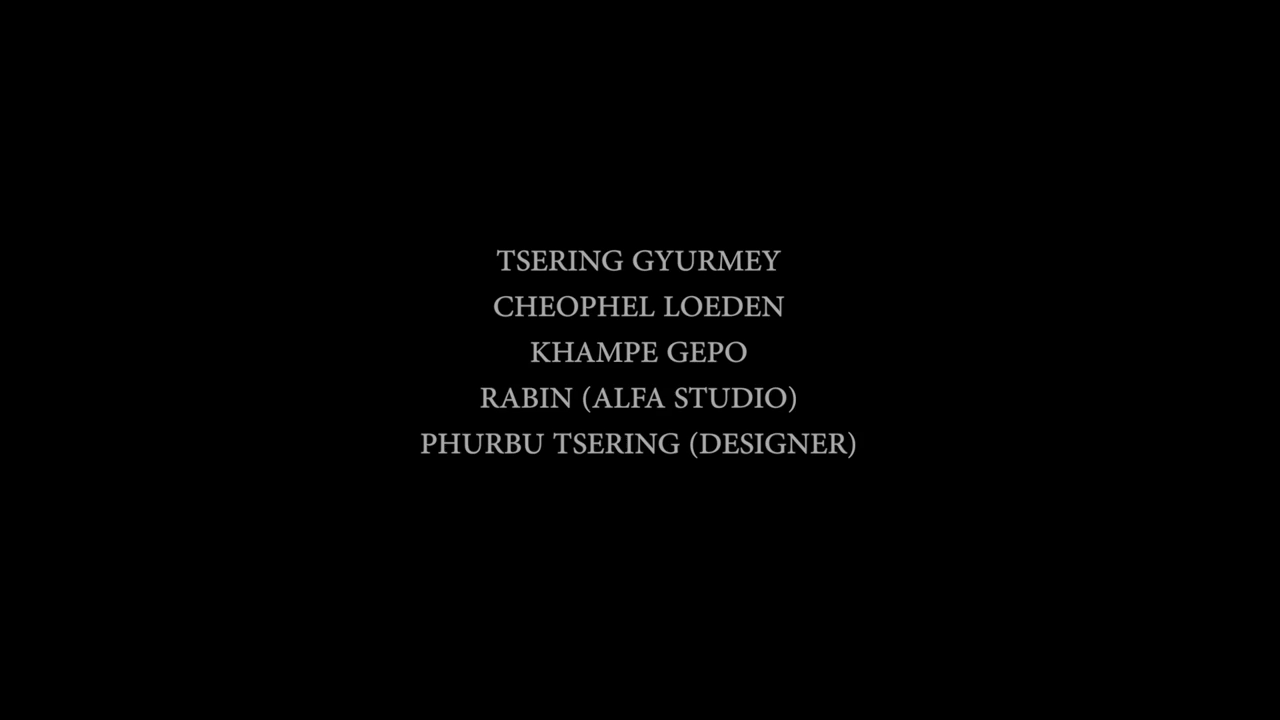 TSERING GYURMEY
CHEOPHEL LOEDEN
KHAMPE GEPO
RABIN (ALFA STUDIO)
PHURBU TSERING (DESIGNER)